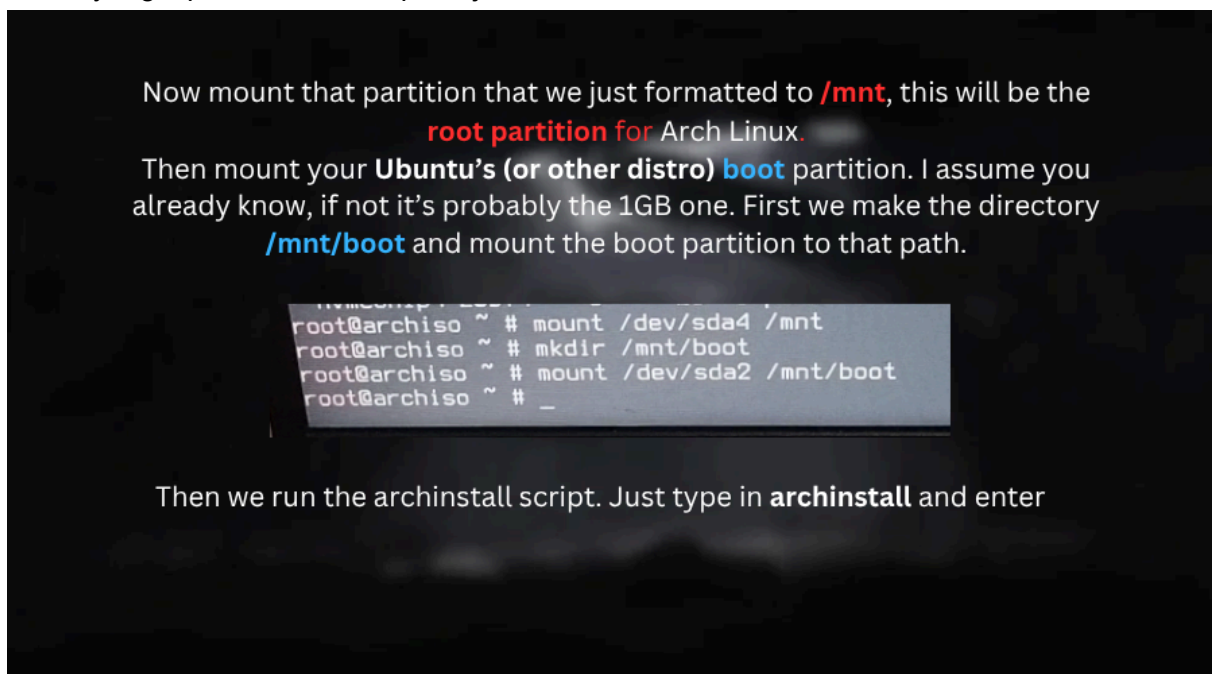 Now mount that partition that we just formatted to /mnt, this will be the
root partition for Arch Linux.
Then mount your Ubuntu's (or other distro) boot partition. I assume you
already know, if not it's probably the 1GB one. First we make the directory
/mnt/boot and mount the boot partition to that path.
root@archiso ~ # mount /dev/sda4 /mnt
root@archiso ~ # mkdir /mnt/boot
root@archiso ~ # mount /dev/sda2 /mnt/boot
root@archiso ~ # _
Then we run the archinstall script. Just type in archinstall and enter